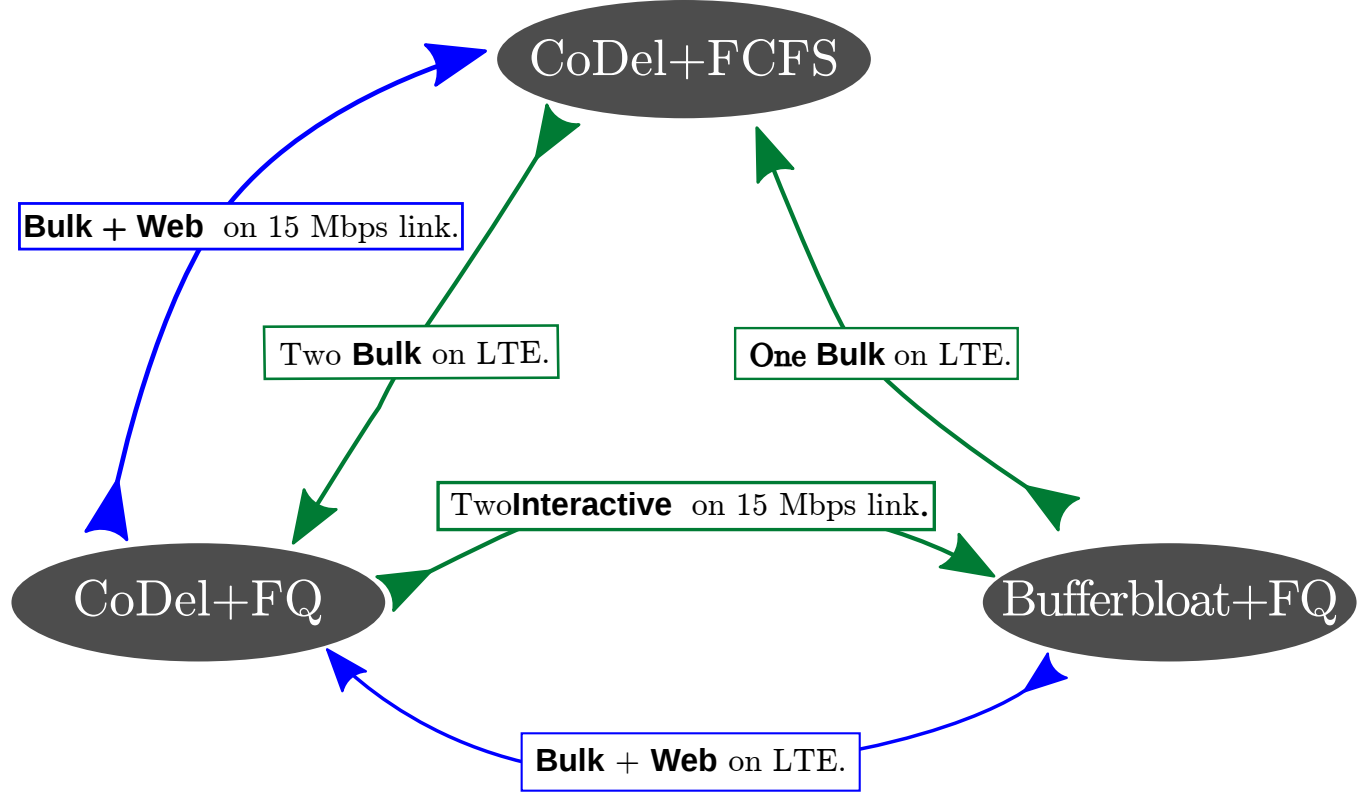 CoDel+FCFS
Bulk + Web on 15 Mbps link.
Two Bulk on LTE.
One Bulk on LTE.
TwoInteractive on 15 Mbps link.
CoDel+FQ
Bufferbloat+FQ
Bulk + Web on LTE.